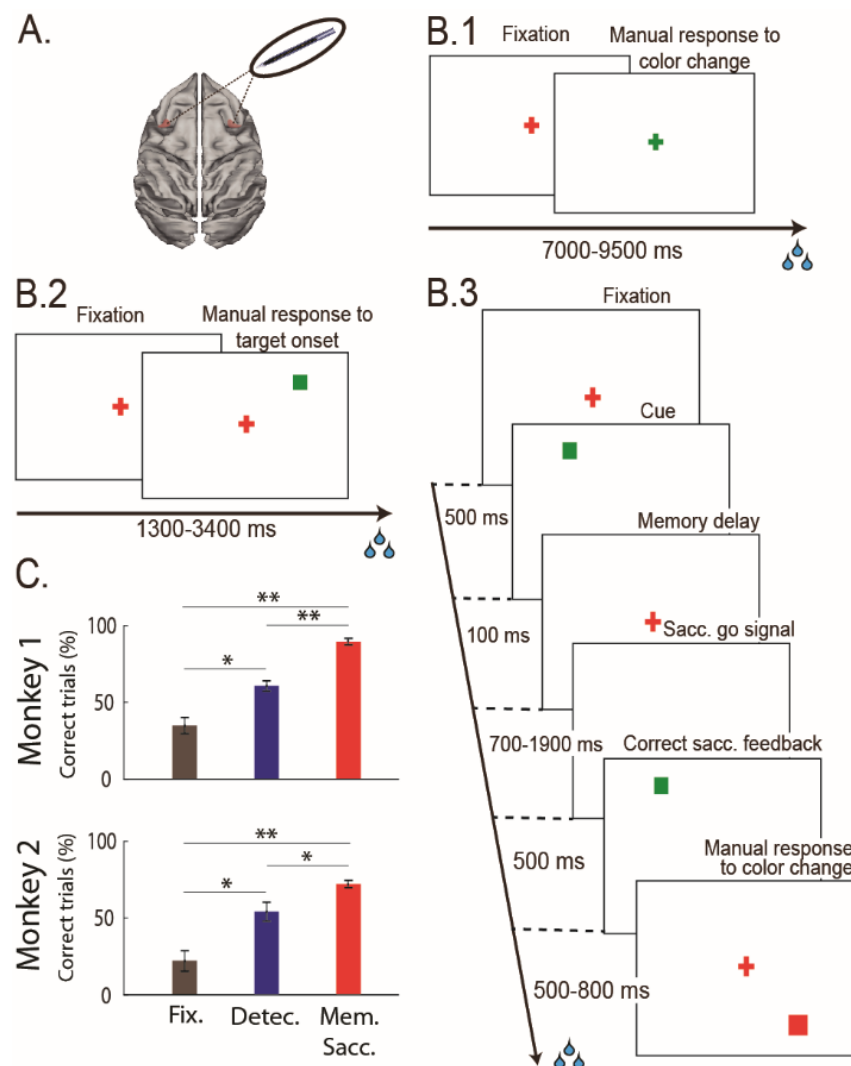 A.
B.1
Fixation
Manual response to
color change
7000-9500 ms
B.2
Fixation
Manual response to
target onset
1300-3400 ms
B.3
Fixation
Cue
500 ms
Memory delay
100 ms
Sacc. go signal
700-1900 ms
Correct sacc. feedback
500 ms
Manual response
to color change
500-800 ms
C.
Monkey 1
Correct trials (%)
100
50
0
**
**
*
Monkey 2
Correct trials (%)
100
50
0
**
*
*
Fix.
Detec.
Mem.
Sacc.